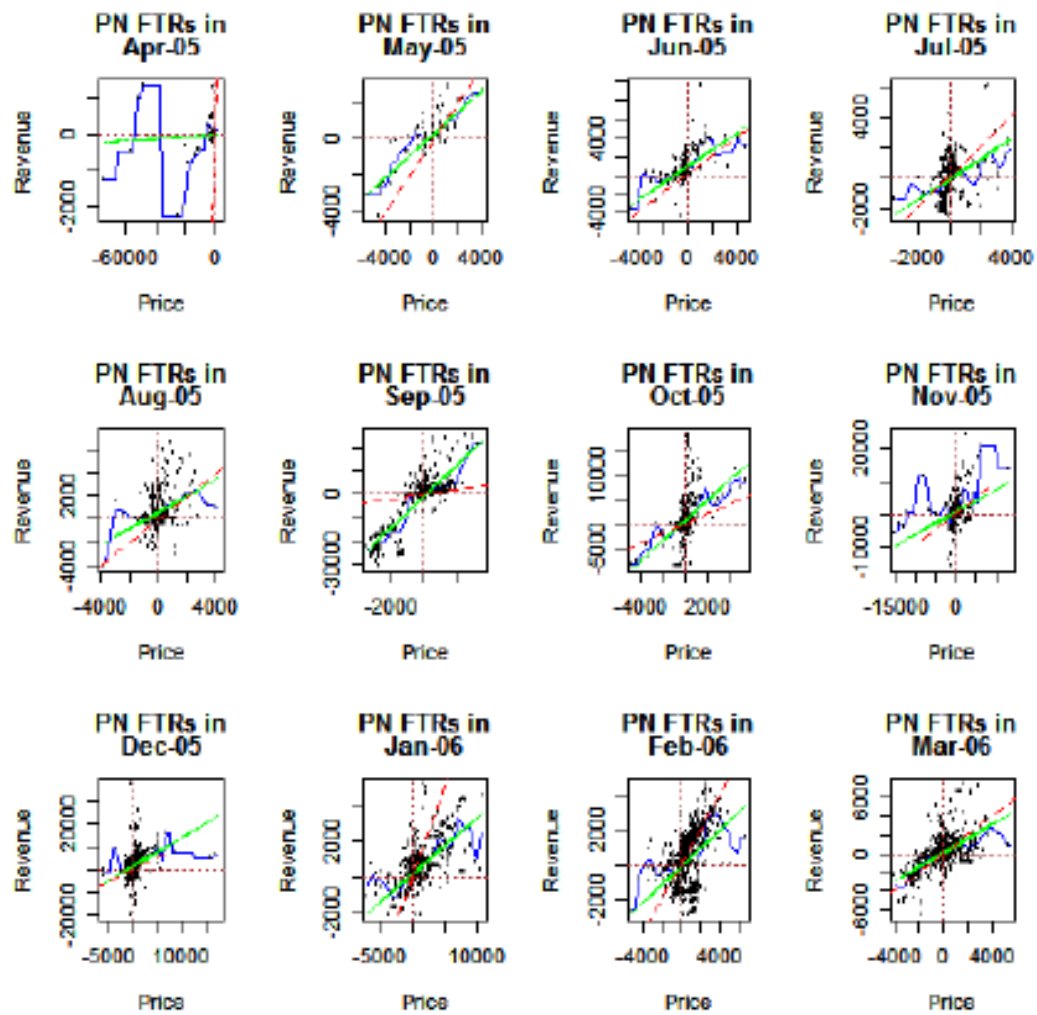 PN FTRs in PN FTRs in PN FTRs in PN FTRs in
Apr-05 May-05 Jun-05 Jul-05
Revenue Revenue Revenue Revenue
0 -2000 0 -4000 4000 -4000 4000 -2000
-60000 0 -4000 0 4000 -4000 0 4000 -2000 4000
Price Price Price Price
PN FTRs in PN FTRs in PN FTRs in PN FTRs in
Aug-05 Sep-05 Oct-05 Nov-05
Revenue Revenue Revenue Revenue
2000 -4000 0 -30000 10000 -5000 20000 -10000
-4000 0 4000 -2000 -4000 2000 -15000 0
Price Price Price Price
PN FTRs in PN FTRs in PN FTRs in PN FTRs in
Dec-05 Jan-06 Feb-06 Mar-06
Revenue Revenue Revenue Revenue
20000 -20000 -2000 2000 -2000 6000 0
-5000 10000 -5000 10000 -4000 4000 -4000 0 4000
Price Price Price Price